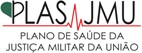 PLAS JMU
PLANO DE SAÚDE DA
JUSTIÇA MILITAR DA UNIÃO